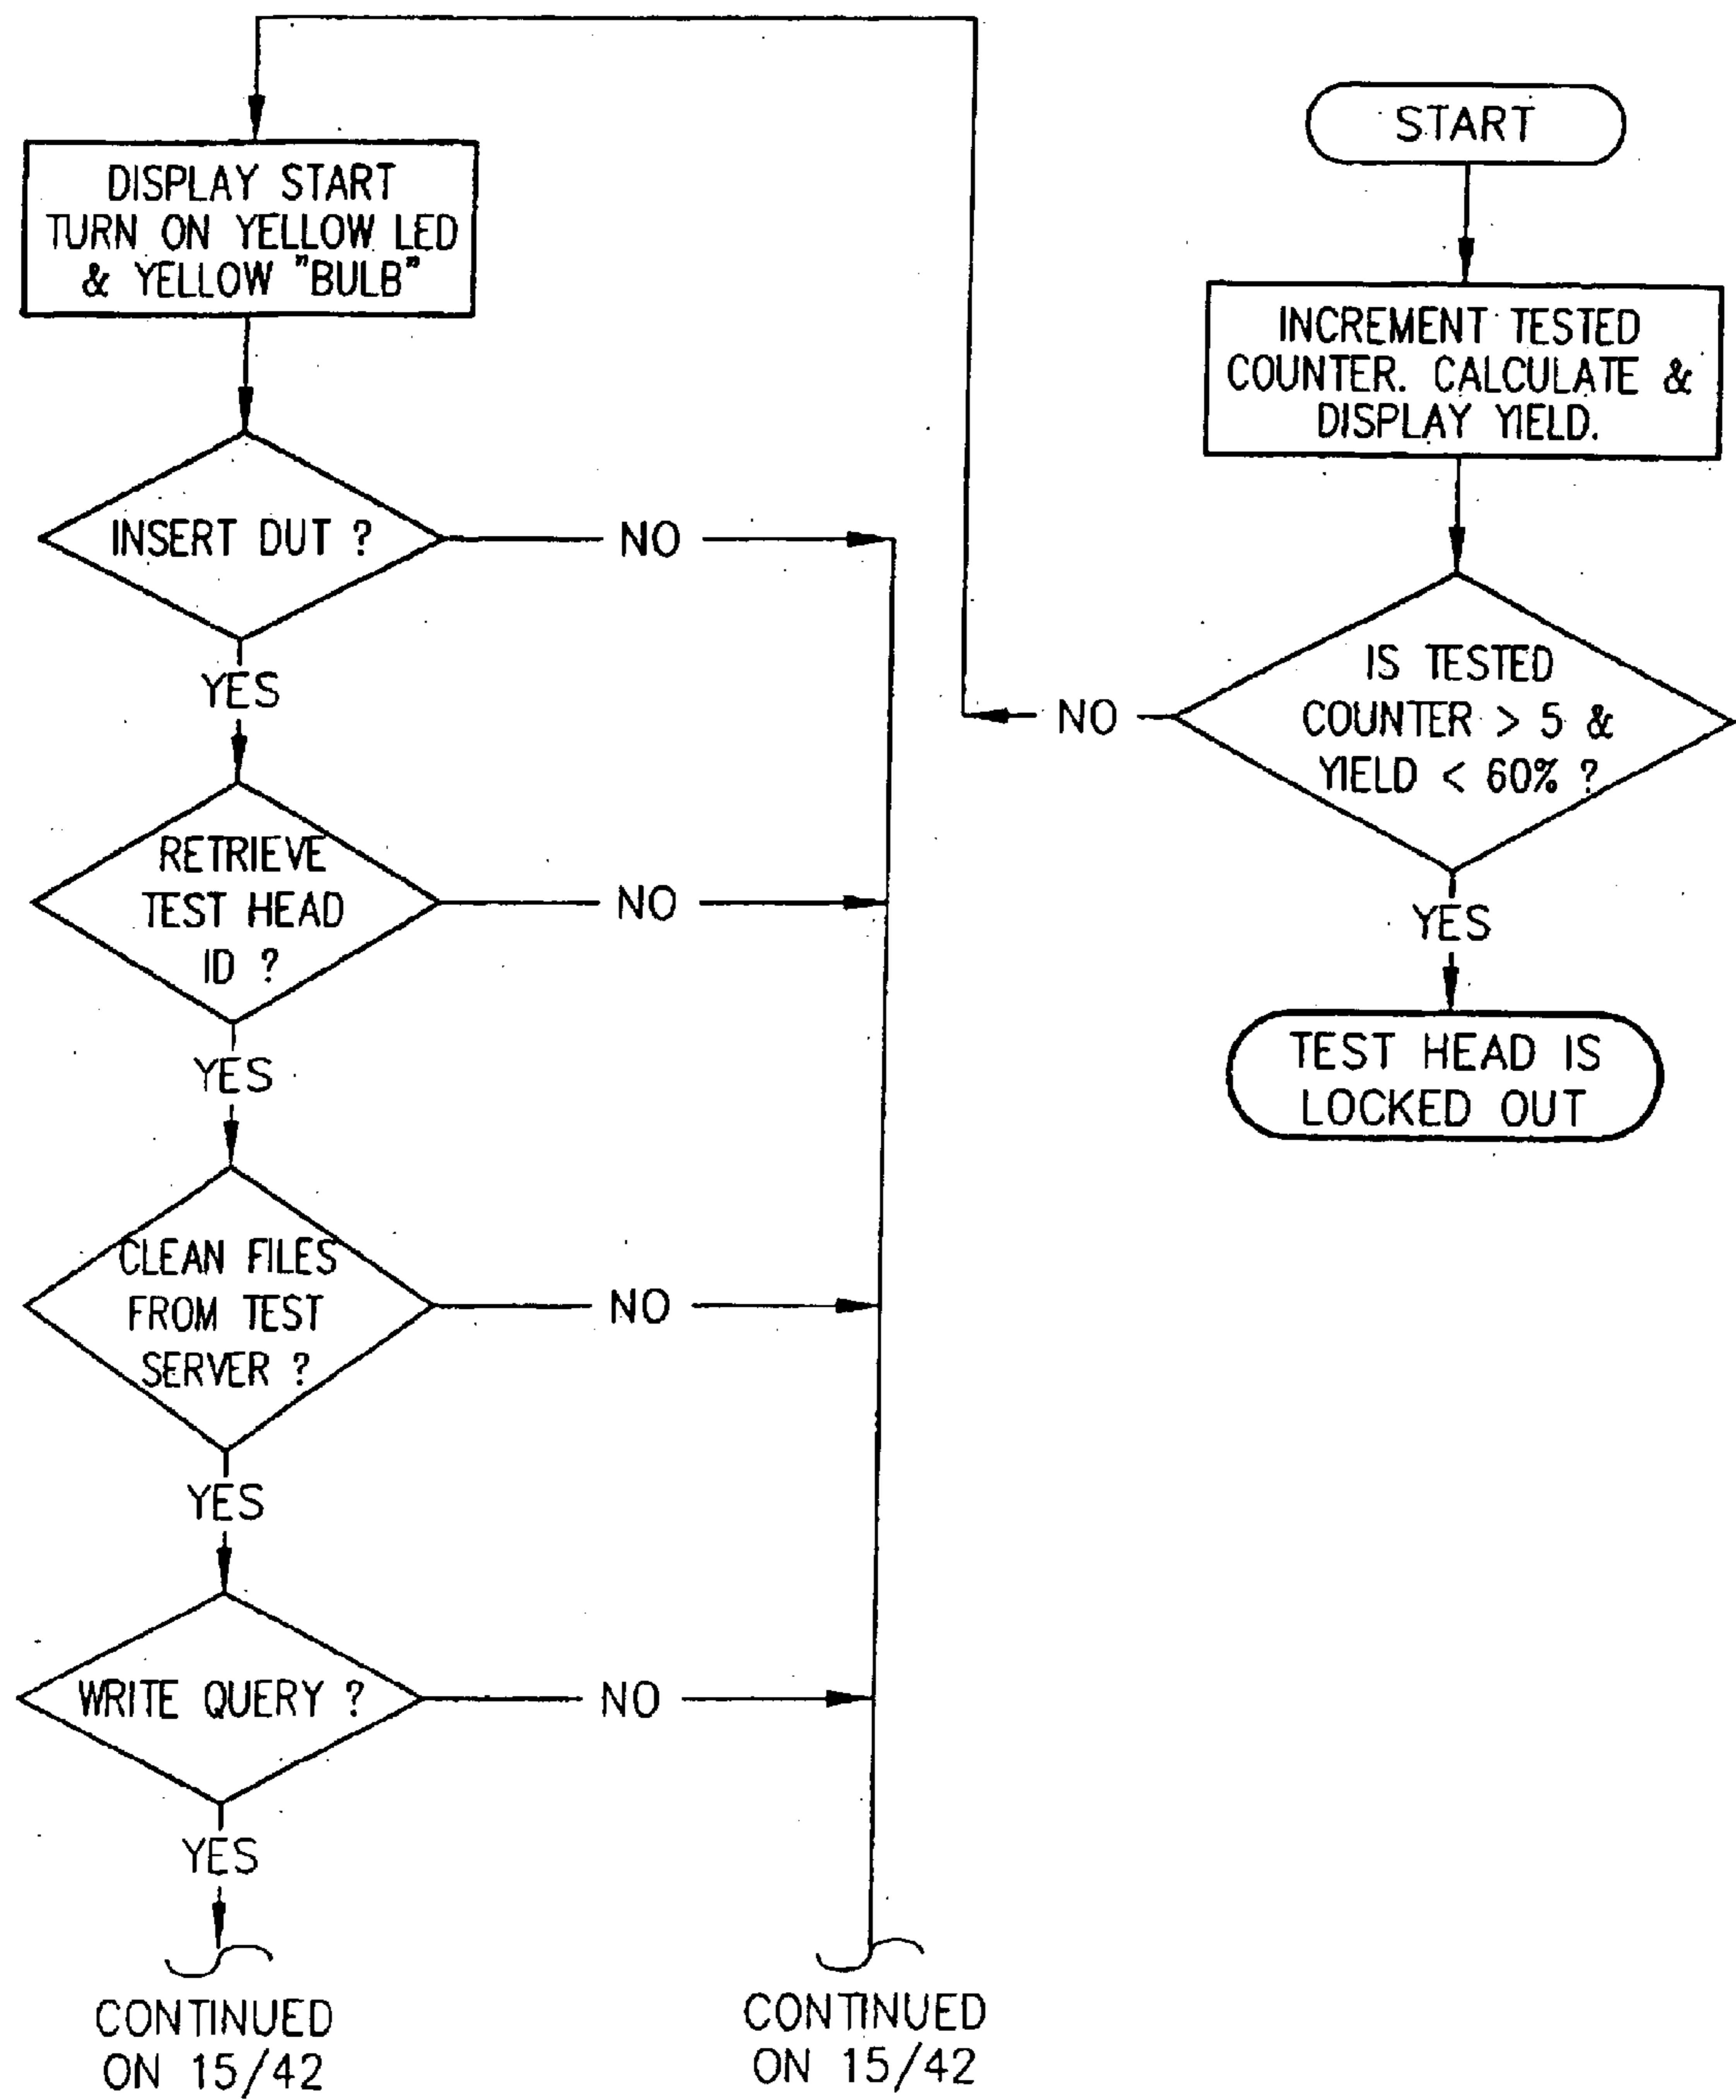 START
INCREMENT TESTED
COUNTER. CALCULATE &
DISPLAY YIELD.
IS TESTED
COUNTER > 5 &
YIELD < 60% ?
NO
YES
TEST HEAD IS
LOCKED OUT
DISPLAY START
TURN ON YELLOW LED
& YELLOW "BULB"
INSERT DUT ?
NO
YES
RETRIEVE
TEST HEAD
ID ?
NO
YES
CLEAN FILES
FROM TEST
SERVER ?
NO
YES
WRITE QUERY ?
NO
YES
CONTINUED
ON 15/42
CONTINUED
ON 15/42